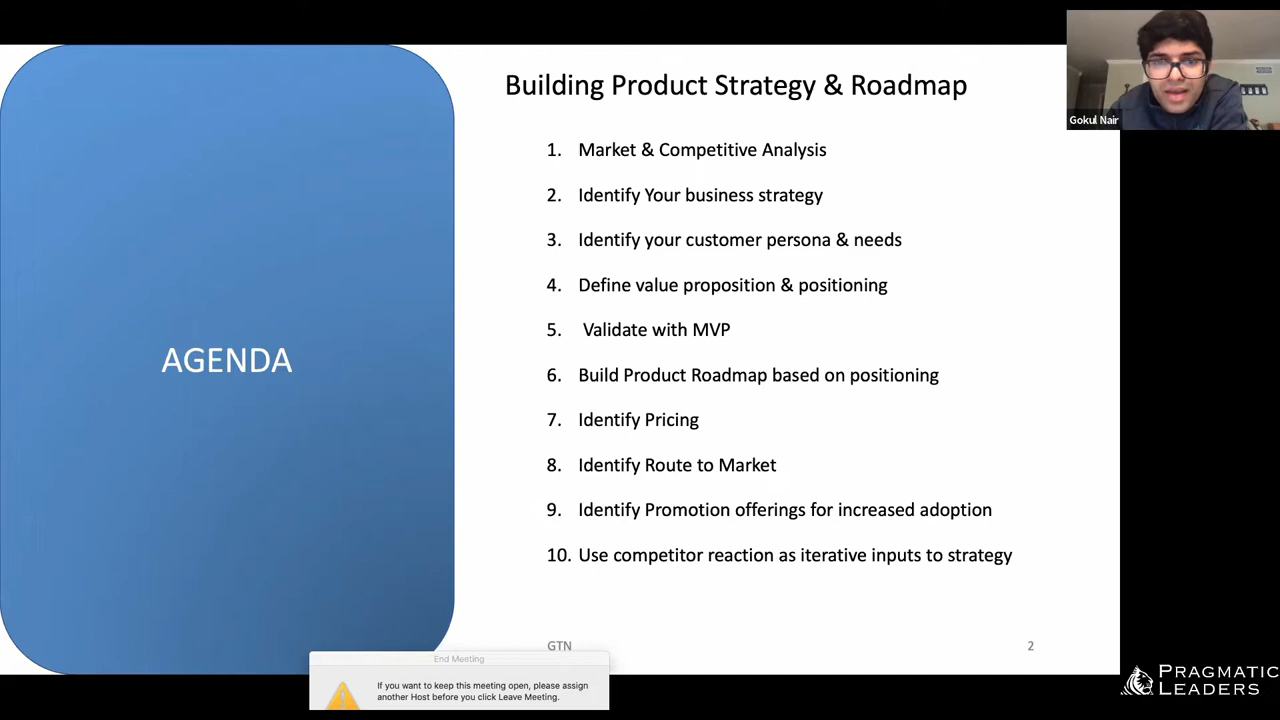 Building Product Strategy & Roadmap
Gokul Nair
1. Market & Competitive Analysis
2. Identify Your business strategy
3. Identify your customer persona & needs
4. Define value proposition & positioning
5. Validate with MVP
AGENDA
6. Build Product Roadmap based on positioning
7. Identify Pricing
8. Identify Route to Market
9. Identify Promotion offerings for increased adoption
10. Use competitor reaction as iterative inputs to strategy
GTN
2
End Meeting
If you want to keep this meeting open, please assign
another Host before you click Leave Meeting.
PRAGMATIC
LEADERS